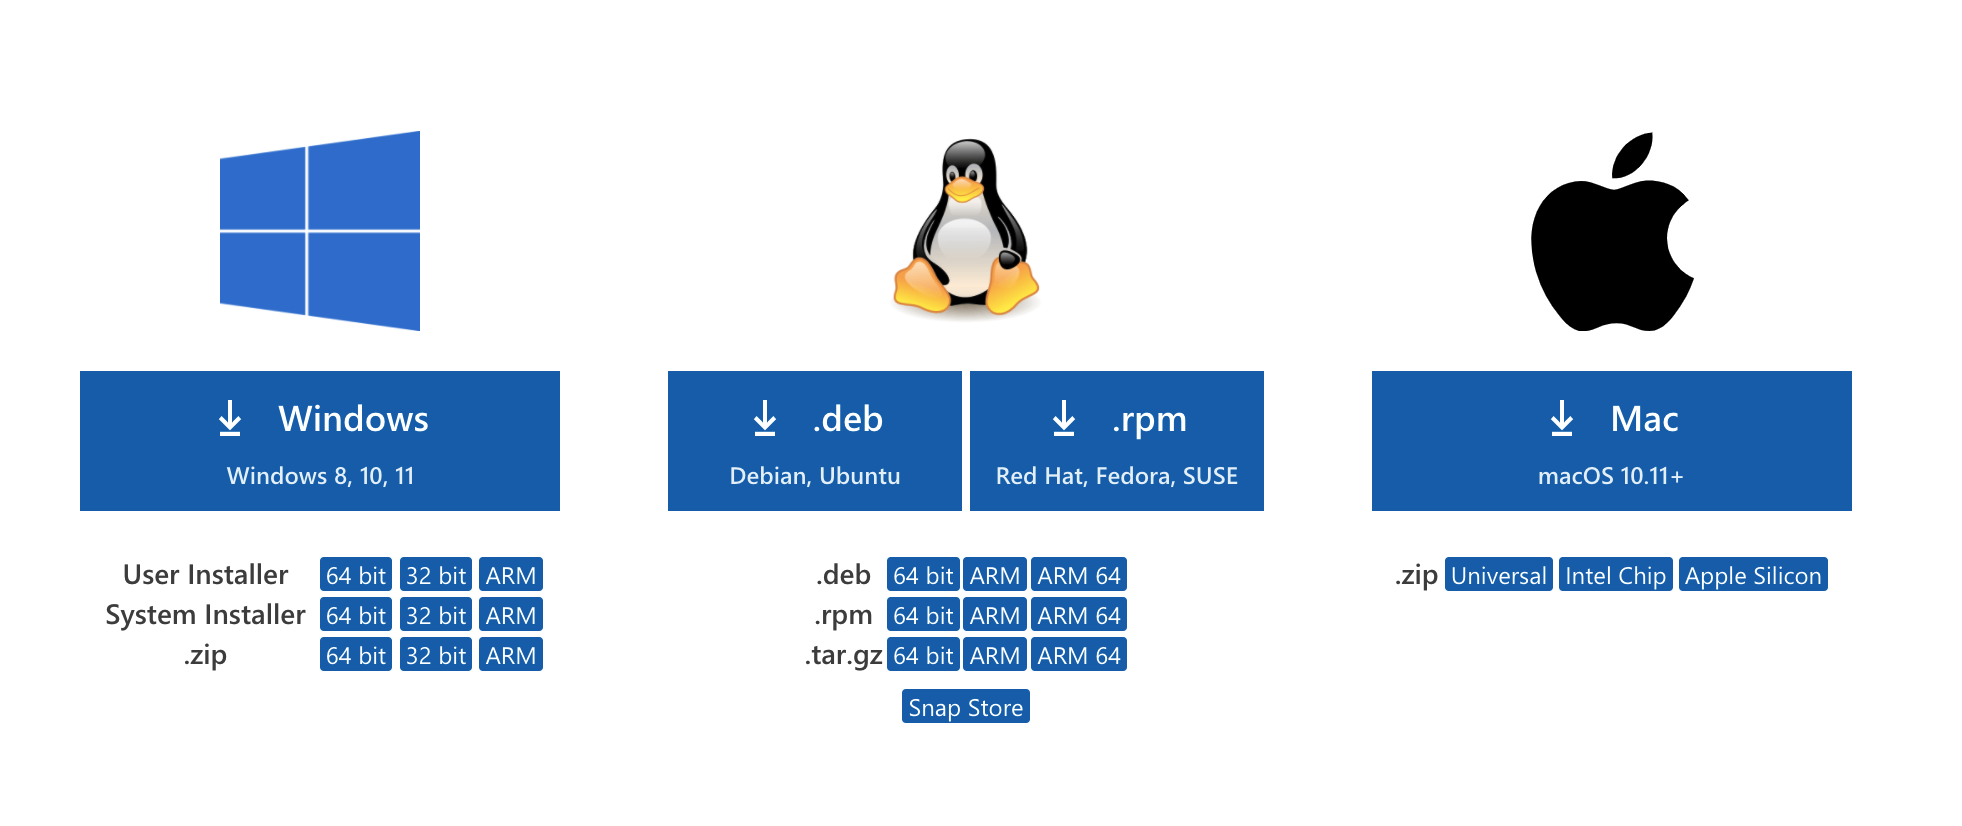 Windows
Windows 8, 10, 11
User Installer 64 bit 32 bit ARM
System Installer 64 bit 32 bit ARM
.zip 64 bit 32 bit ARM
.deb
Debian, Ubuntu
.rpm
Red Hat, Fedora, SUSE
.deb 64 bit ARM ARM 64
.rpm 64 bit ARM ARM 64
.tar.gz 64 bit ARM ARM 64
Snap Store
Mac
macOS 10.11+
.zip Universal Intel Chip Apple Silicon